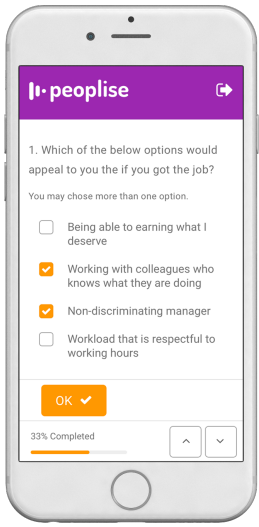 peoplise
1. Which of the below options would
appeal to you the if you got the job?
You may chose more than one option.
Being able to earning what I
deserve
Working with colleagues who
knows what they are doing
Non-discriminating manager
Workload that is respectful to
working hours
OK
33% Completed